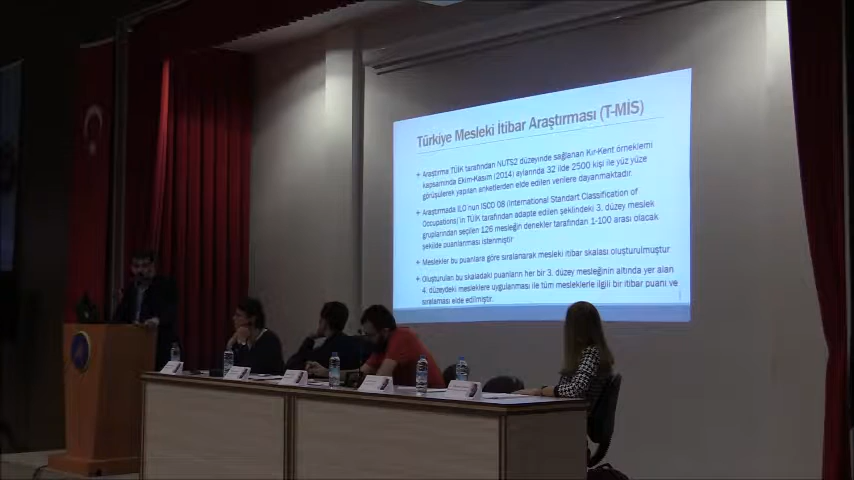 Türkiye Mesleki İtibar Araştırması (T-MİS)
Araştırma TÜİK tarafından NUTS2 düzeyinde sağlanan Kır-Kent örneklemi
kapsamında Ekim-Kasım (2014) aylarında 32 ilde 2500 kişi ile yüz yüze
görüşülerek yapılan anketlerden elde edilen verilere dayanmaktadır.
Araştırmada ILO'nun ISCO 08 (International Standart Classification of
Occupations)'ın TÜİK tarafından adapte edilen şeklindeki 3. düzey meslek
gruplarından seçilen 126 mesleğin denekler tarafından 1-100 arası olacak
şekilde puanlanması istenmiştir
Meslekler bu puanlara göre sıralanarak mesleki itibar skalası oluşturulmuştur
Oluşturulan bu skaladaki puanların her bir 3. düzey mesleğinin altında yer alan
4. düzeydeki mesleklere uygulanması ile tüm mesleklerle ilgili bir itibar puanı ve
sıralaması elde edilmiştir.